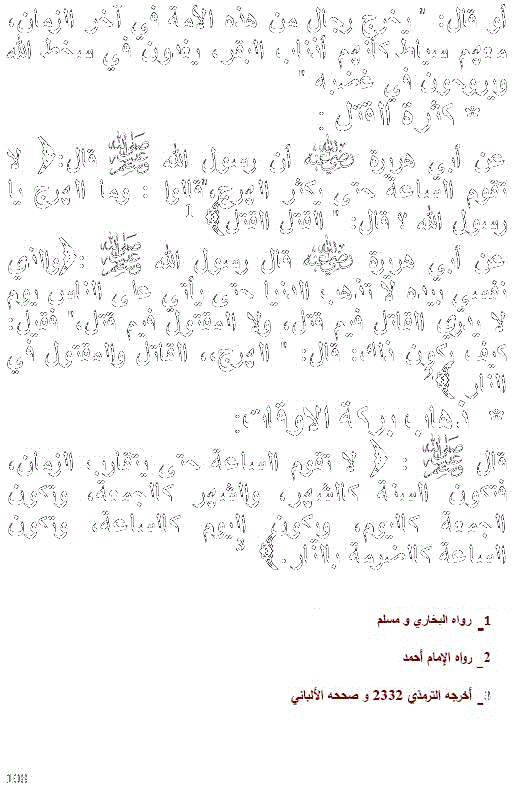 أو قال: " يخرج رجال من هذه الأمة في آخر الزمان،
معهم سياط كأنهم أذناب البقر، يغدون في سخط الله
ويروحون في غضبه "
* كثرة القتل :
عن أبي هريرة رضي الله عنه أن رسول الله ﷺ قال:﴿ لا
تقوم الساعة حتى يكثر الهرج،"قالوا : وما الهرج يا
رسول الله ؟ قال: " القتل القتل﴾ 1
عن أبي هريرة رضي الله عنه قال رسول الله ﷺ :﴿والذي
نفسي بيده لا تذهب الدنيا حتى يأتي على الناس يوم
لا يدري القاتل فيم قتل، ولا المقتول فيم قتل،" فقيل:
كيف يكون ذلك: قال: " الهرج،، القاتل والمقتول في
النار ﴾2
* ذهاب بركة الاوقات:
قال ﷺ : ﴿ لا تقوم الساعة حتى يتقارب الزمان،
فتكون السنة كالشهر، والشهر كالجمعة، وتكون
الجمعة كاليوم، ويكون اليوم كالساعة، وتكون
الساعة كالضرمة بالنار.﴾ 3
1_ رواه البخاري و مسلم
2_ رواه الإمام أحمد
3_ أخرجه الترمذي 2332 و صححه الألباني
108